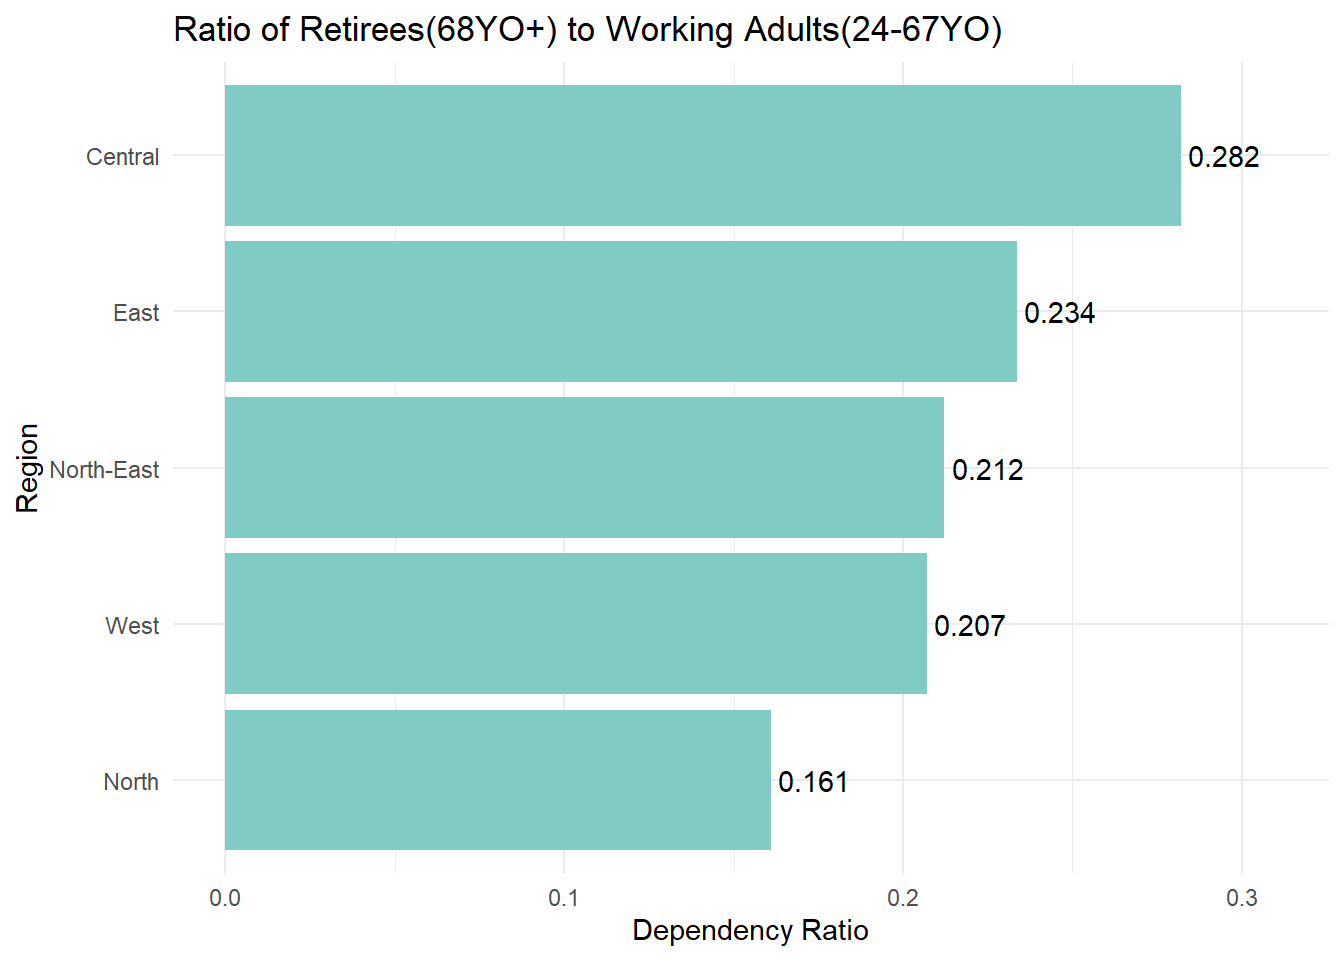 Ratio of Retirees(68YO+) to Working Adults(24-67YO)
Region
Central
0.282
East
0.234
North-East
0.212
West
0.207
North
0.161
0.0
0.1
0.2
0.3
Dependency Ratio